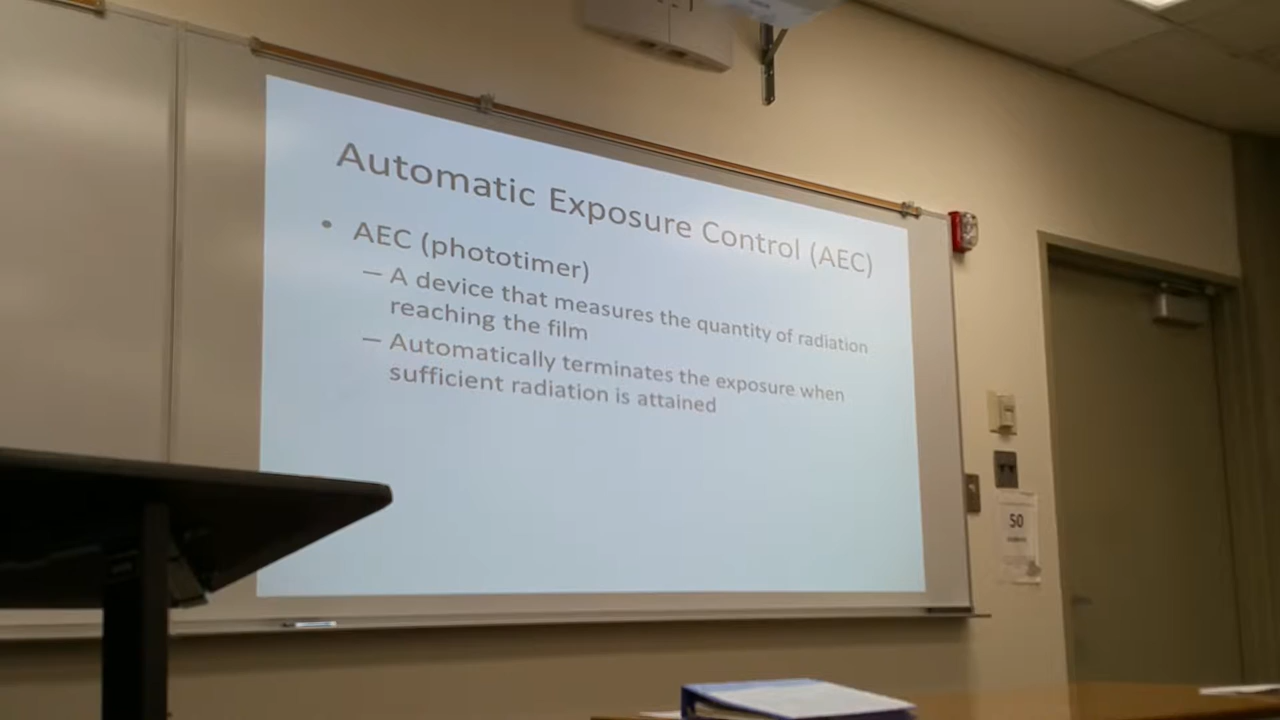 Automatic Exposure Control (AEC)
• AEC (phototimer)
– A device that measures the quantity of radiation
reaching the film
– Automatically terminates the exposure when
sufficient radiation is attained
50